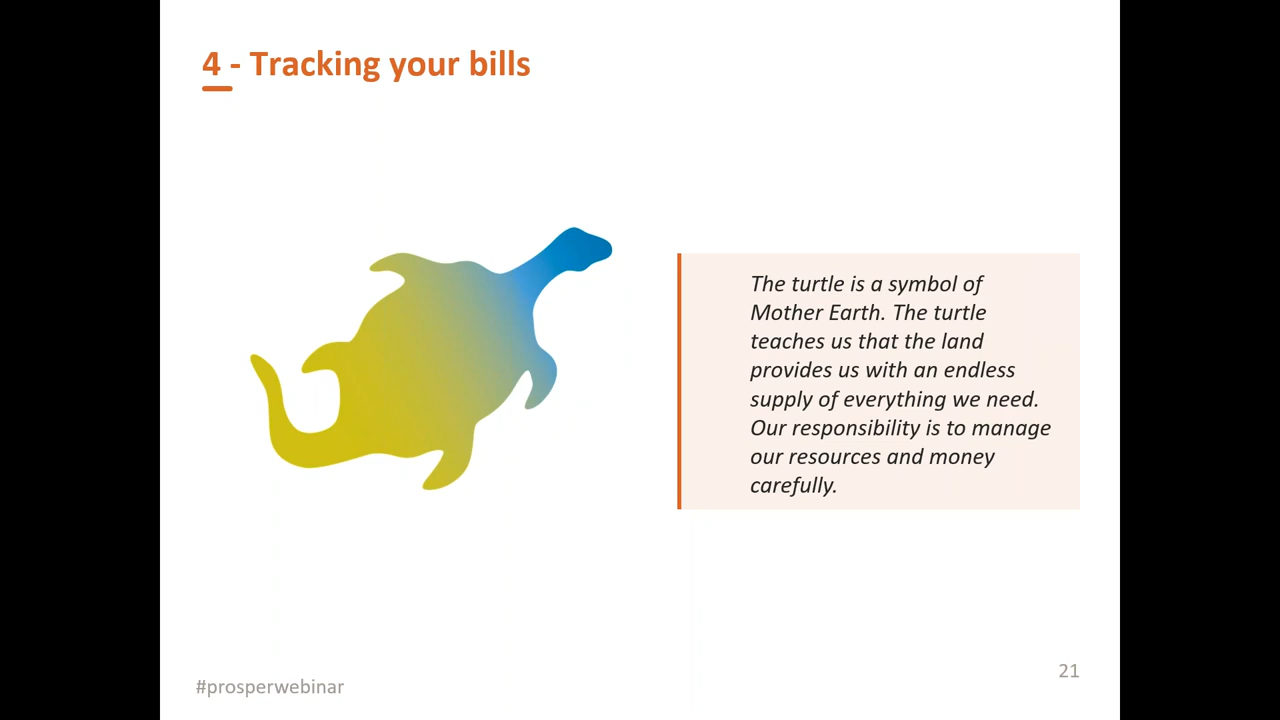 4 - Tracking your bills
The turtle is a symbol of
Mother Earth. The turtle
teaches us that the land
provides us with an endless
supply of everything we need.
Our responsibility is to manage
our resources and money
carefully.
21
#prosperwebinar